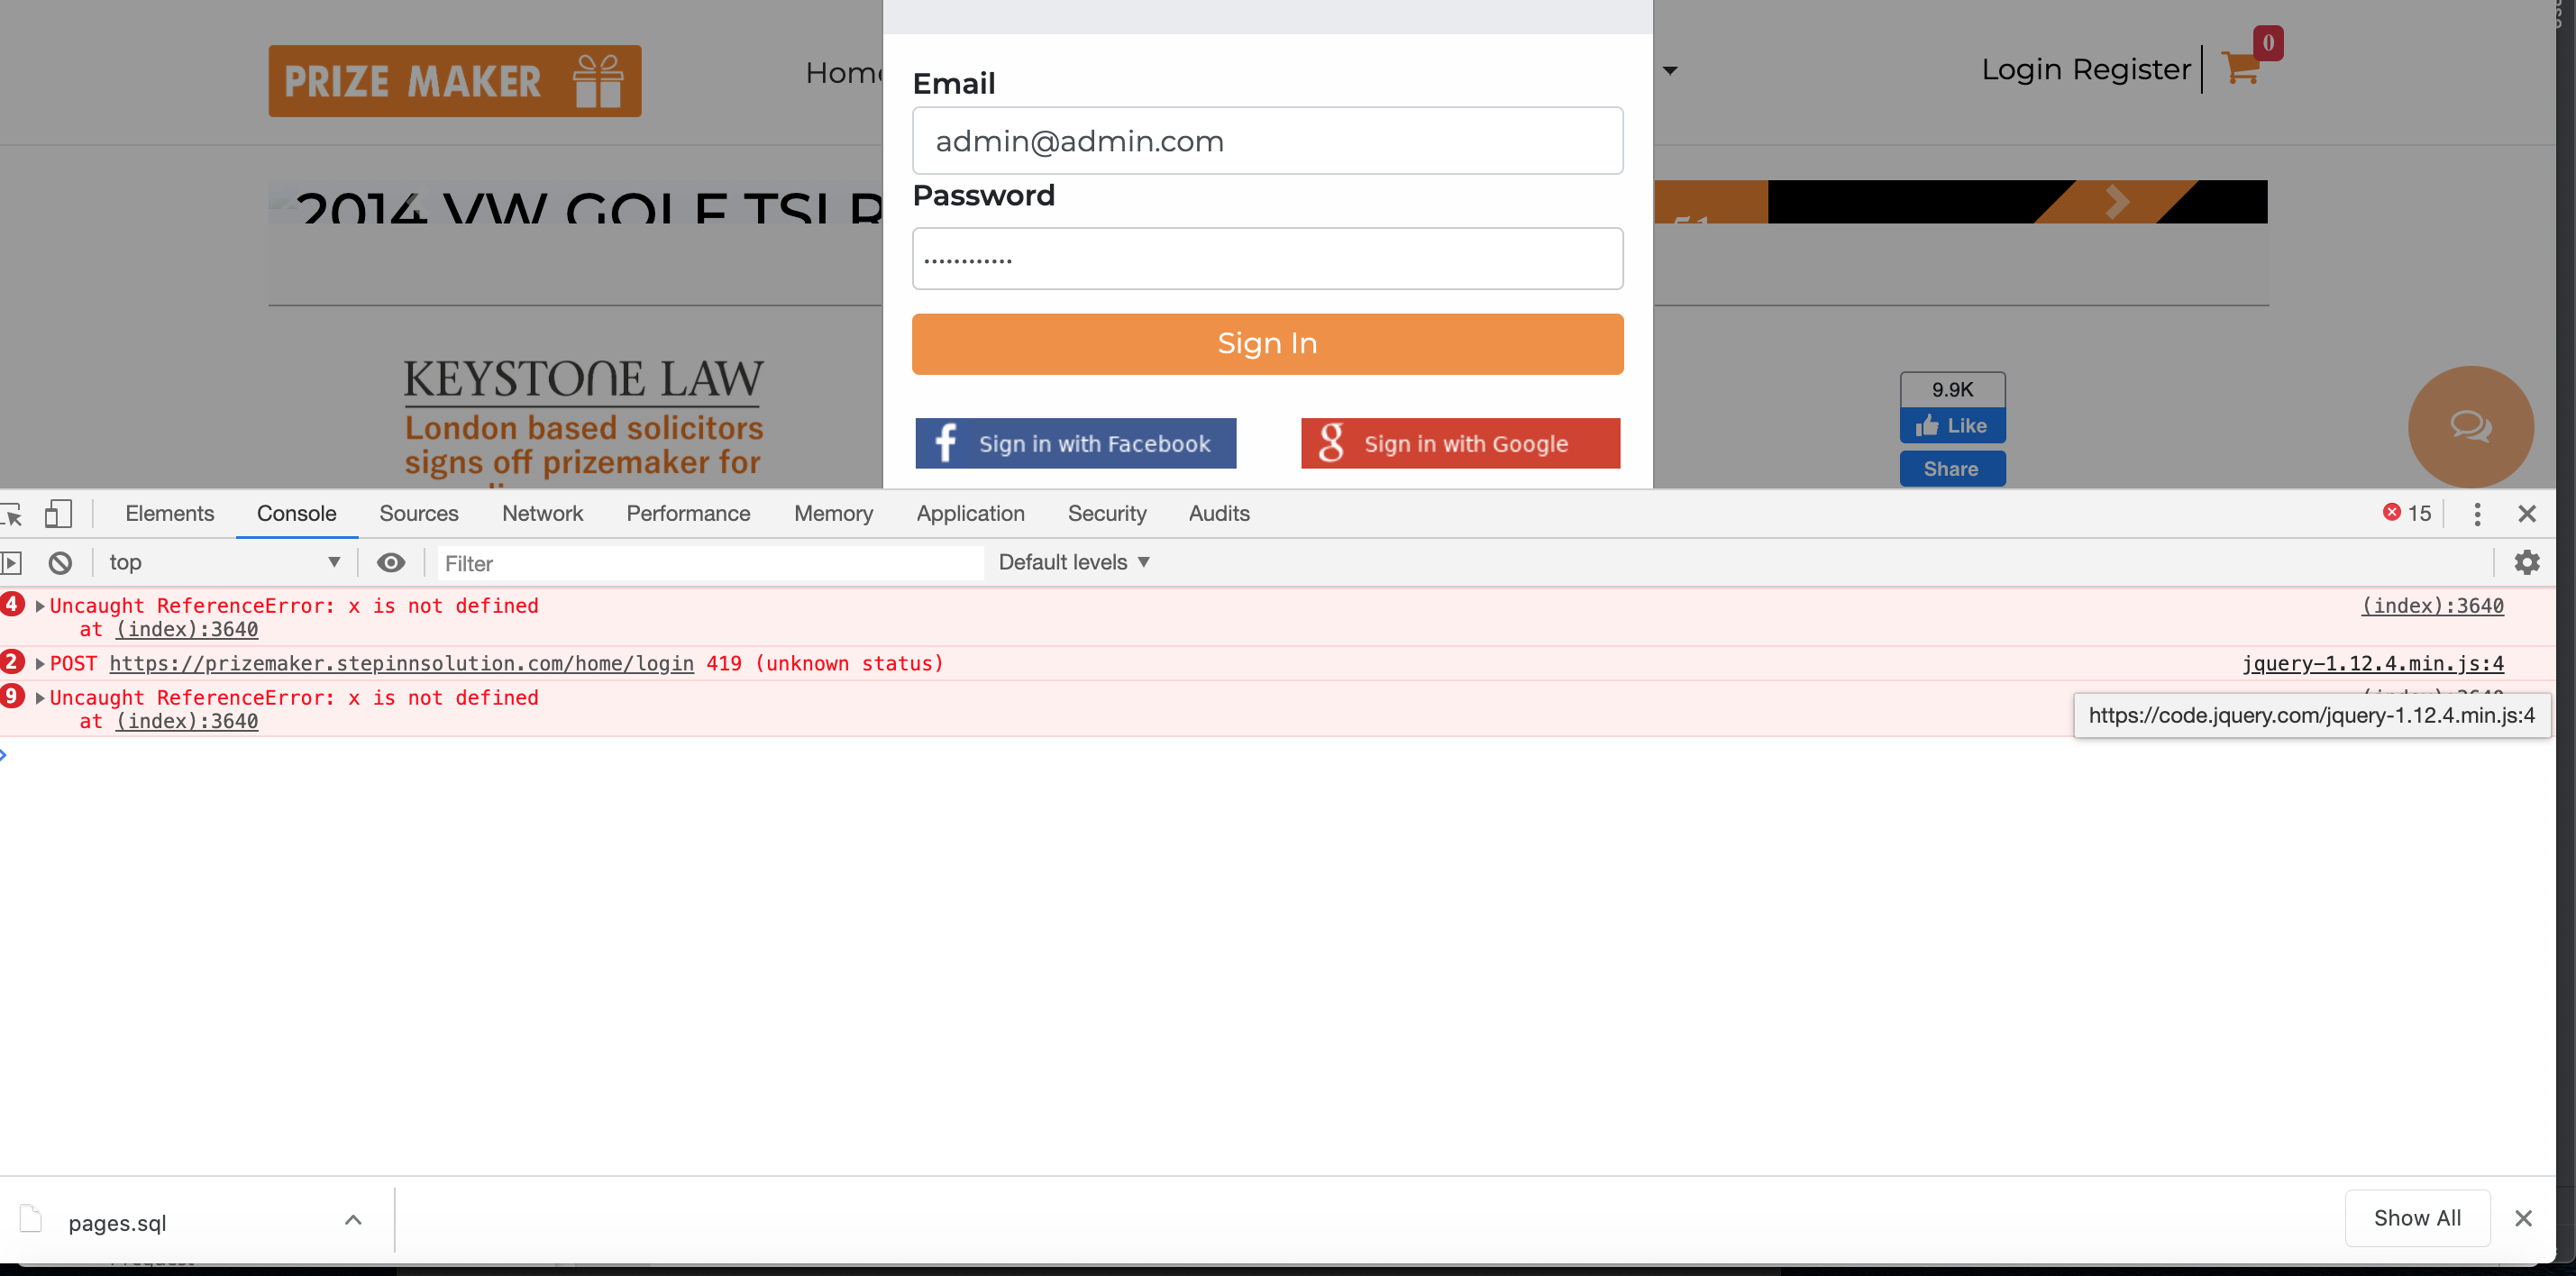 PRIZE MAKER
Home
Login Register
0
Email
admin@admin.com
Password
2014 VW GOLF TSI R
51
············
Sign In
KEYSTONE LAW
London based solicitors
signs off prizemaker for
Sign in with Facebook
Sign in with Google
9.9K
Like
Share
Elements Console Sources Network Performance Memory Application Security Audits
15
top
Filter
Default levels
4 Uncaught ReferenceError: x is not defined (index):3640
at (index):3640
2 POST https://prizemaker.stepinnsolution.com/home/login 419 (unknown status) jquery-1.12.4.min.js:4
9 Uncaught ReferenceError: x is not defined (index):3640
at (index):3640
https://code.jquery.com/jquery-1.12.4.min.js:4
pages.sql
Show All